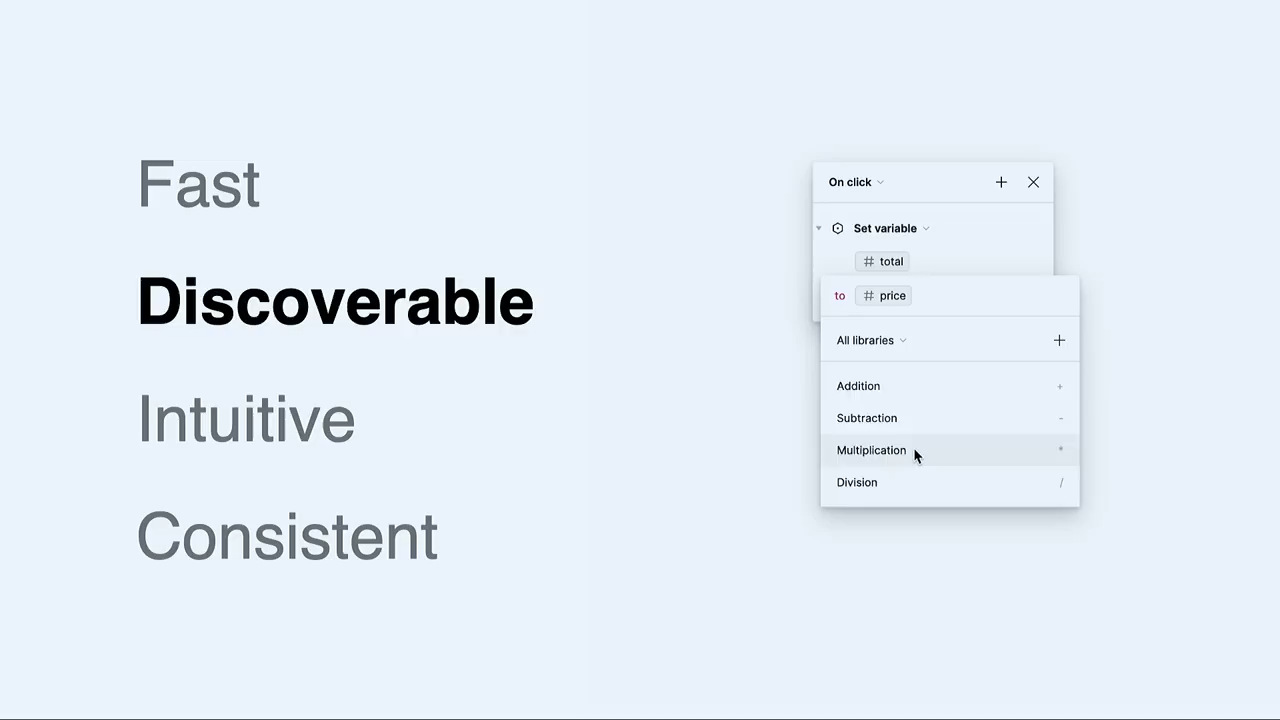 Fast
Discoverable
Intuitive
Consistent
On click
Set variable
# total
to # price
All libraries
Addition +
Subtraction -
Multiplication *
Division /